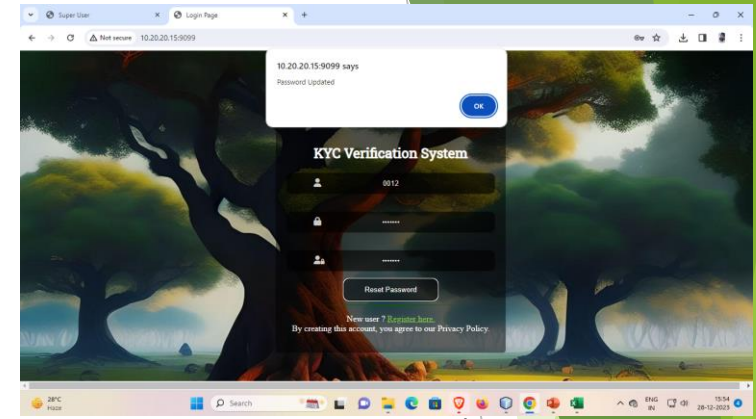 Super User
Login Page
Not secure
10.20.20.15:9099
10.20.20.15:9099 says
Password Updated
OK
KYC Verification System
0012
Reset Password
New user ? Register here.
By creating this account, you agree to our Privacy Policy.
28°C
Haze
Search
ENG
IN
15:54
28-12-2023